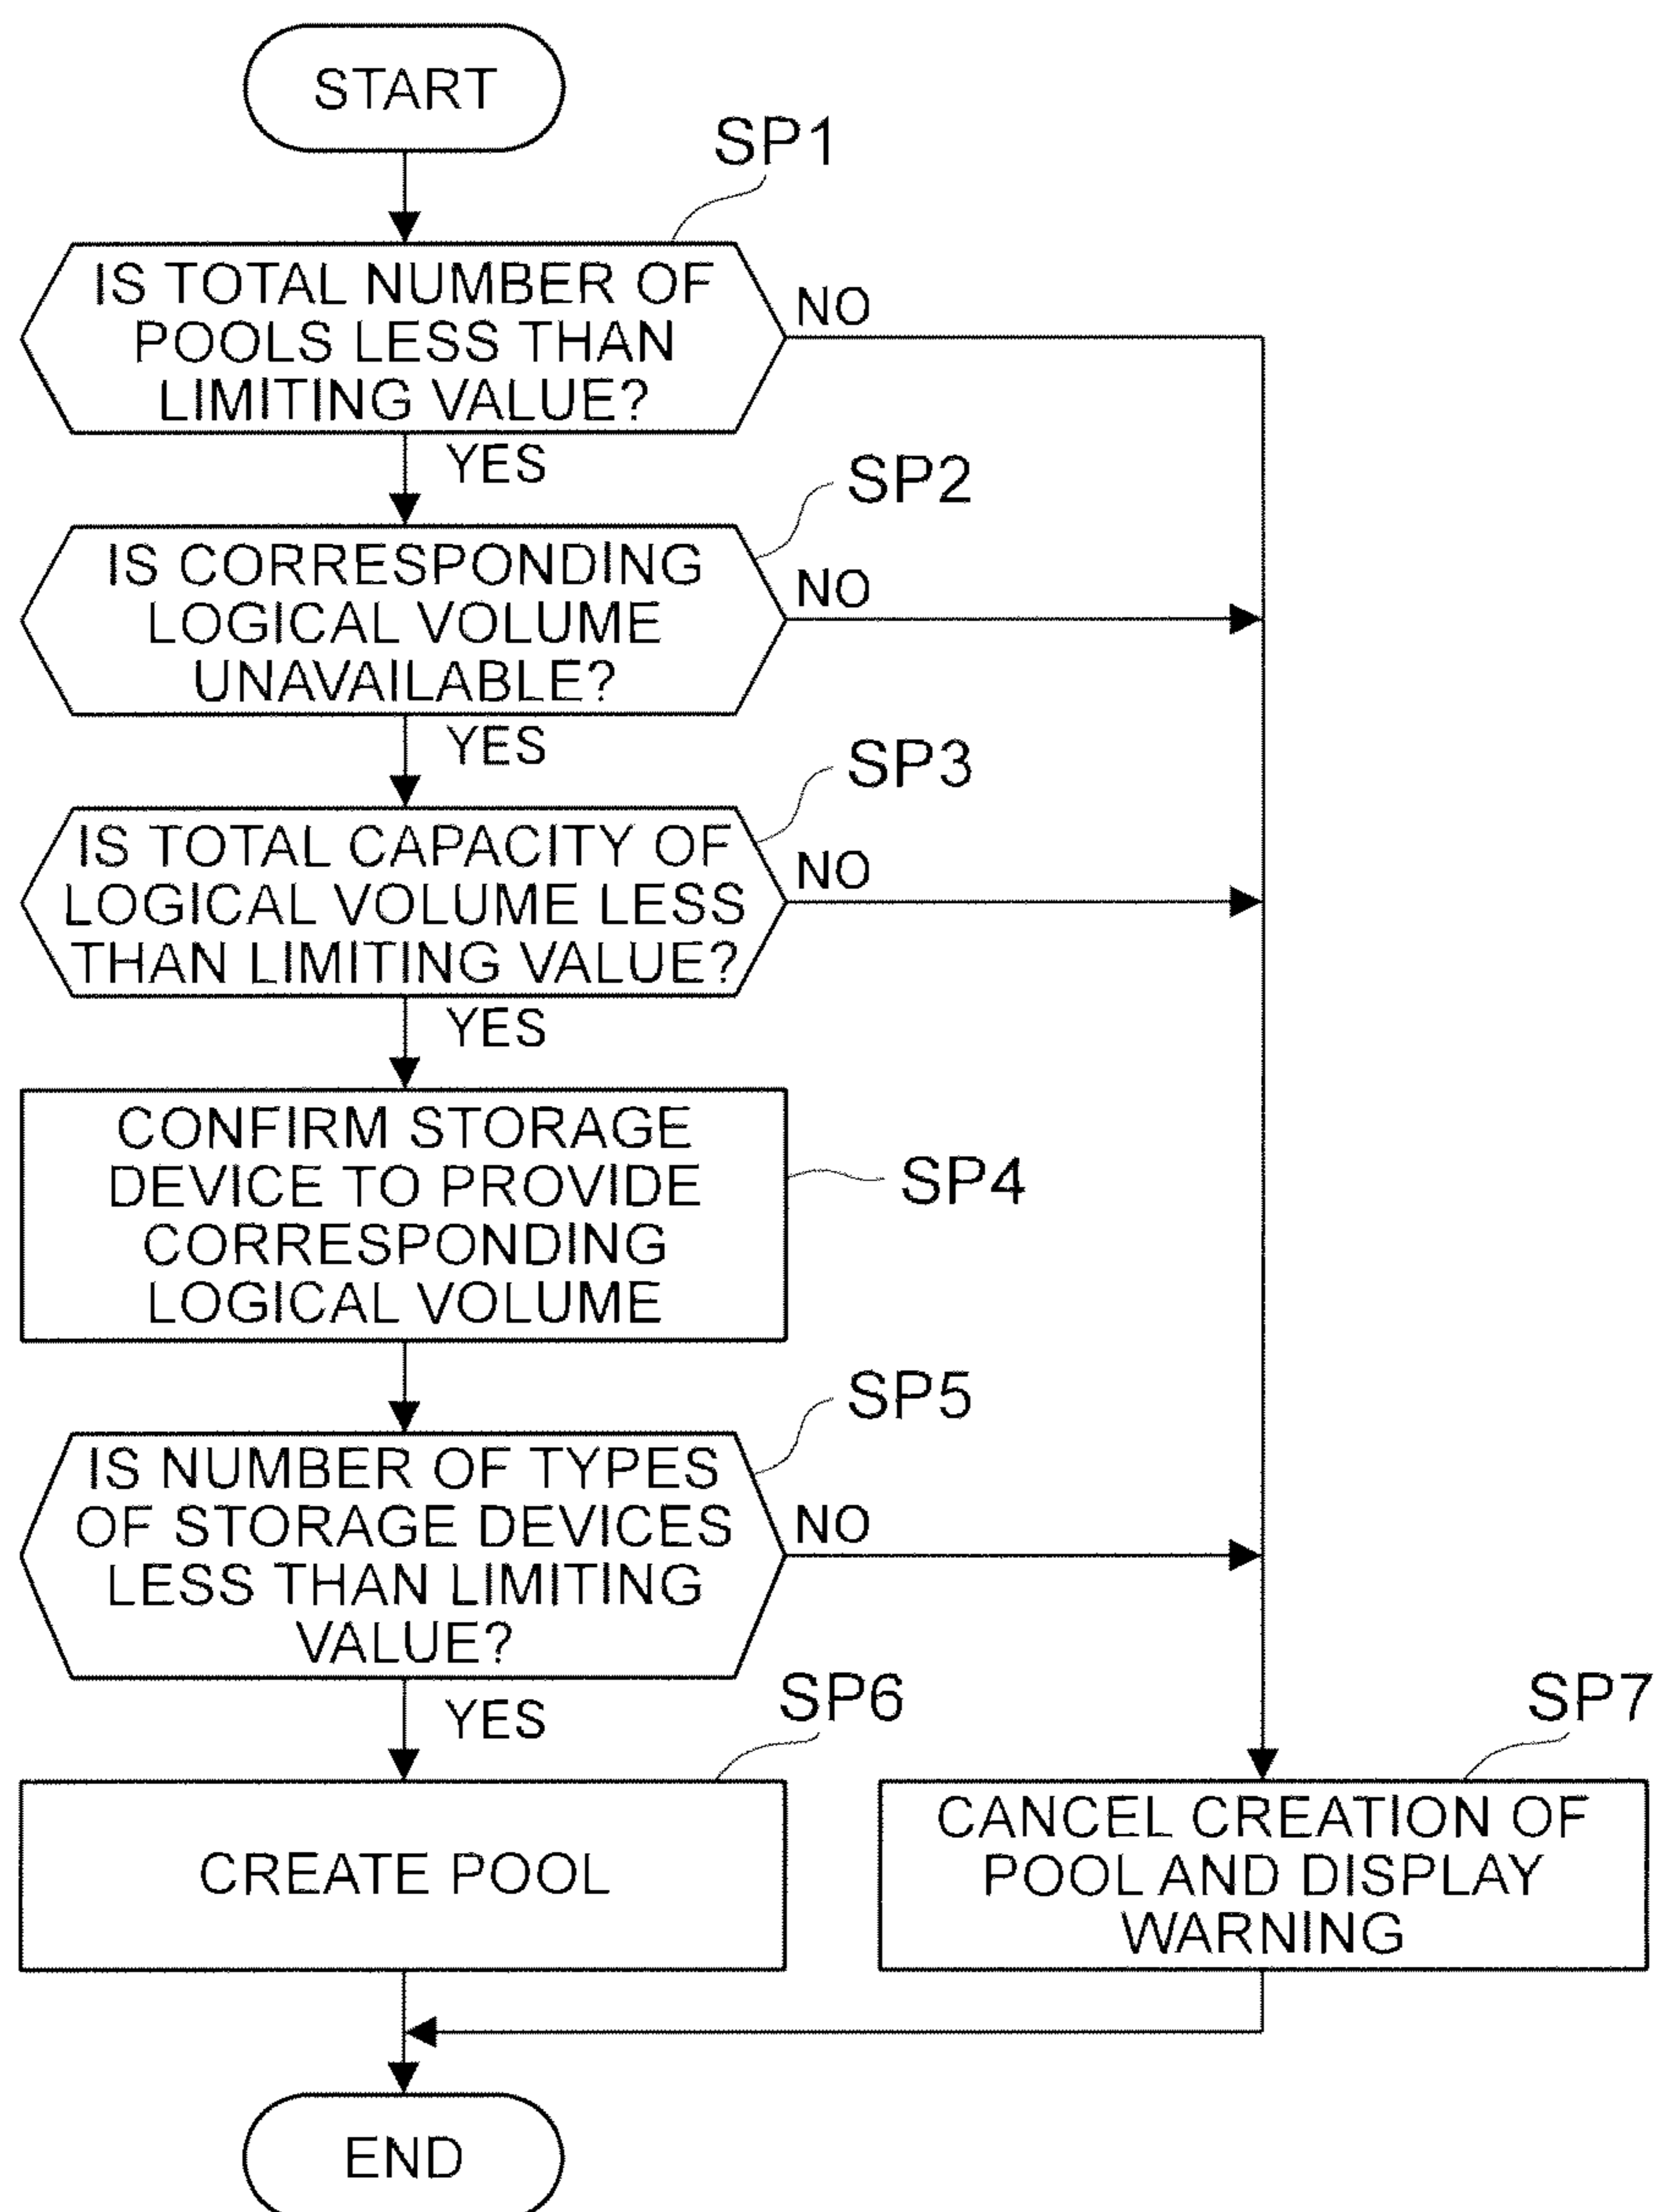 START
SP1
IS TOTAL NUMBER OF
POOLS LESS THAN
LIMITING VALUE?
NO
YES
SP2
IS CORRESPONDING
LOGICAL VOLUME
UNAVAILABLE?
NO
YES
SP3
IS TOTAL CAPACITY OF
LOGICAL VOLUME LESS
THAN LIMITING VALUE?
NO
YES
CONFIRM STORAGE
DEVICE TO PROVIDE
CORRESPONDING
LOGICAL VOLUME
SP4
SP5
IS NUMBER OF TYPES
OF STORAGE DEVICES
LESS THAN LIMITING
VALUE?
NO
YES
SP6
SP7
CREATE POOL
CANCEL CREATION OF
POOL AND DISPLAY
WARNING
END